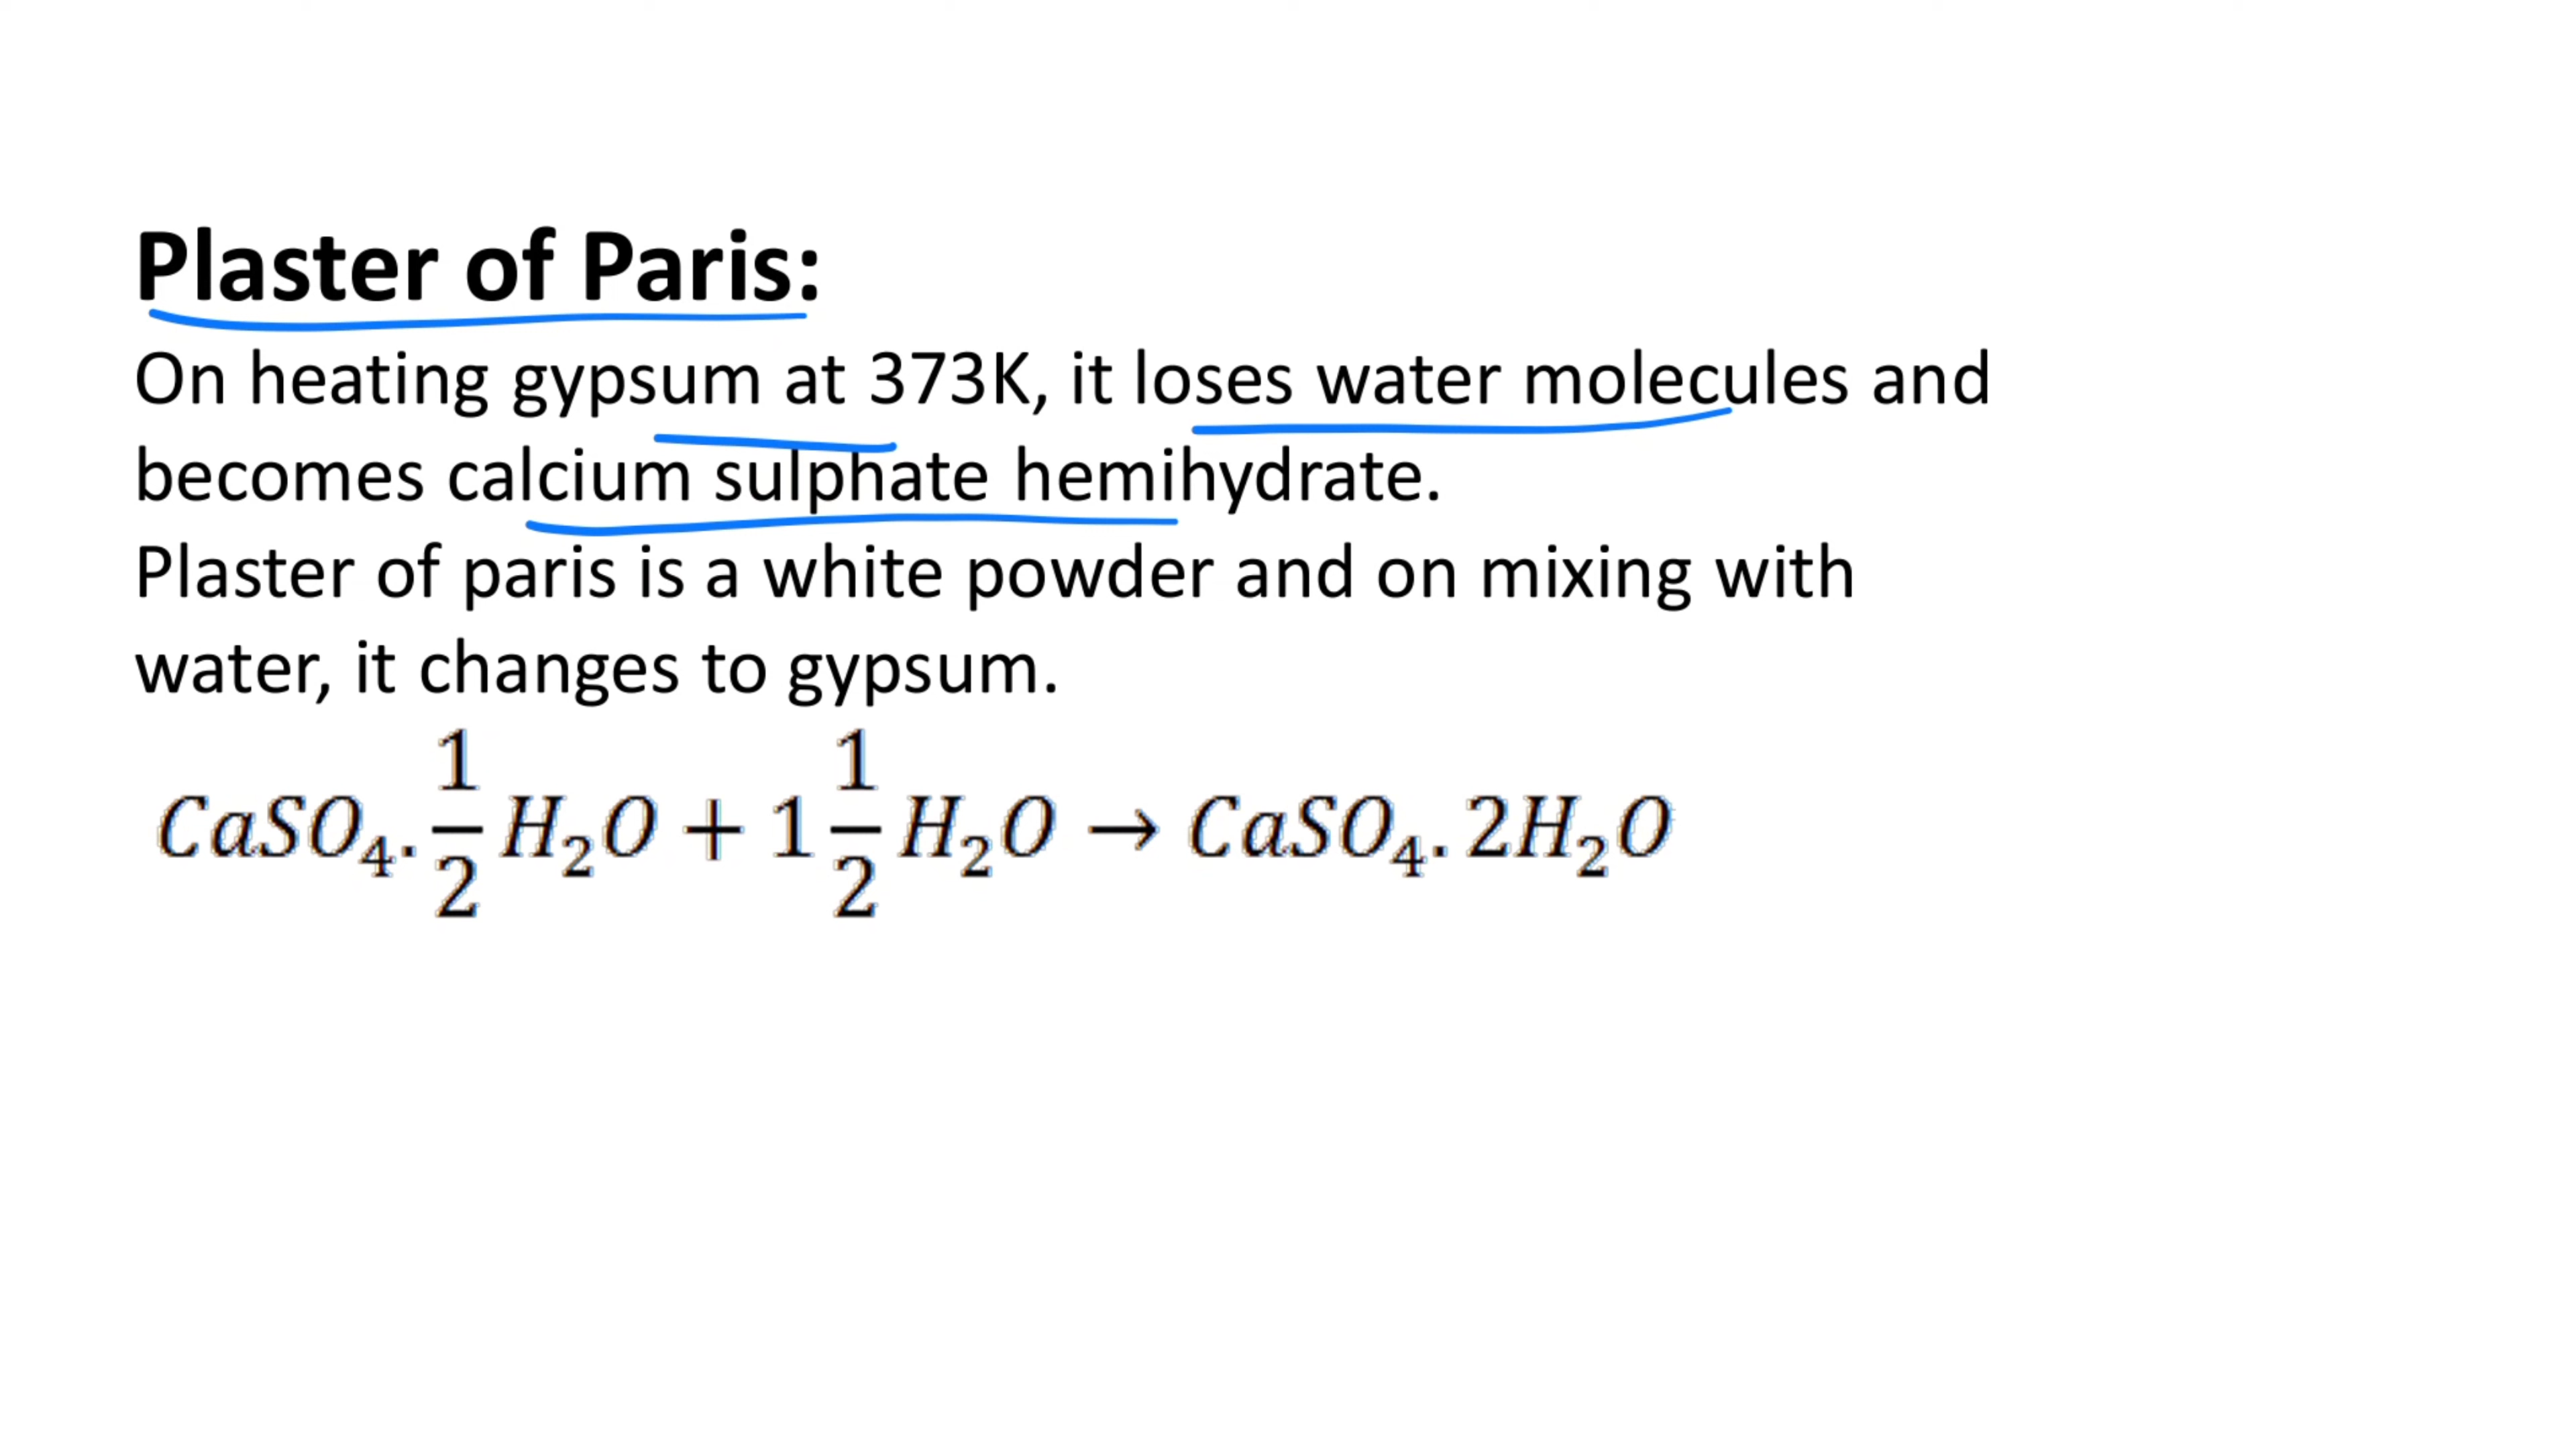 Plaster of Paris:
On heating gypsum at 373K, it loses water molecules and
becomes calcium sulphate hemihydrate.
Plaster of paris is a white powder and on mixing with
water, it changes to gypsum.
CaSO₄.½H₂O + 1½H₂O → CaSO₄.2H₂O